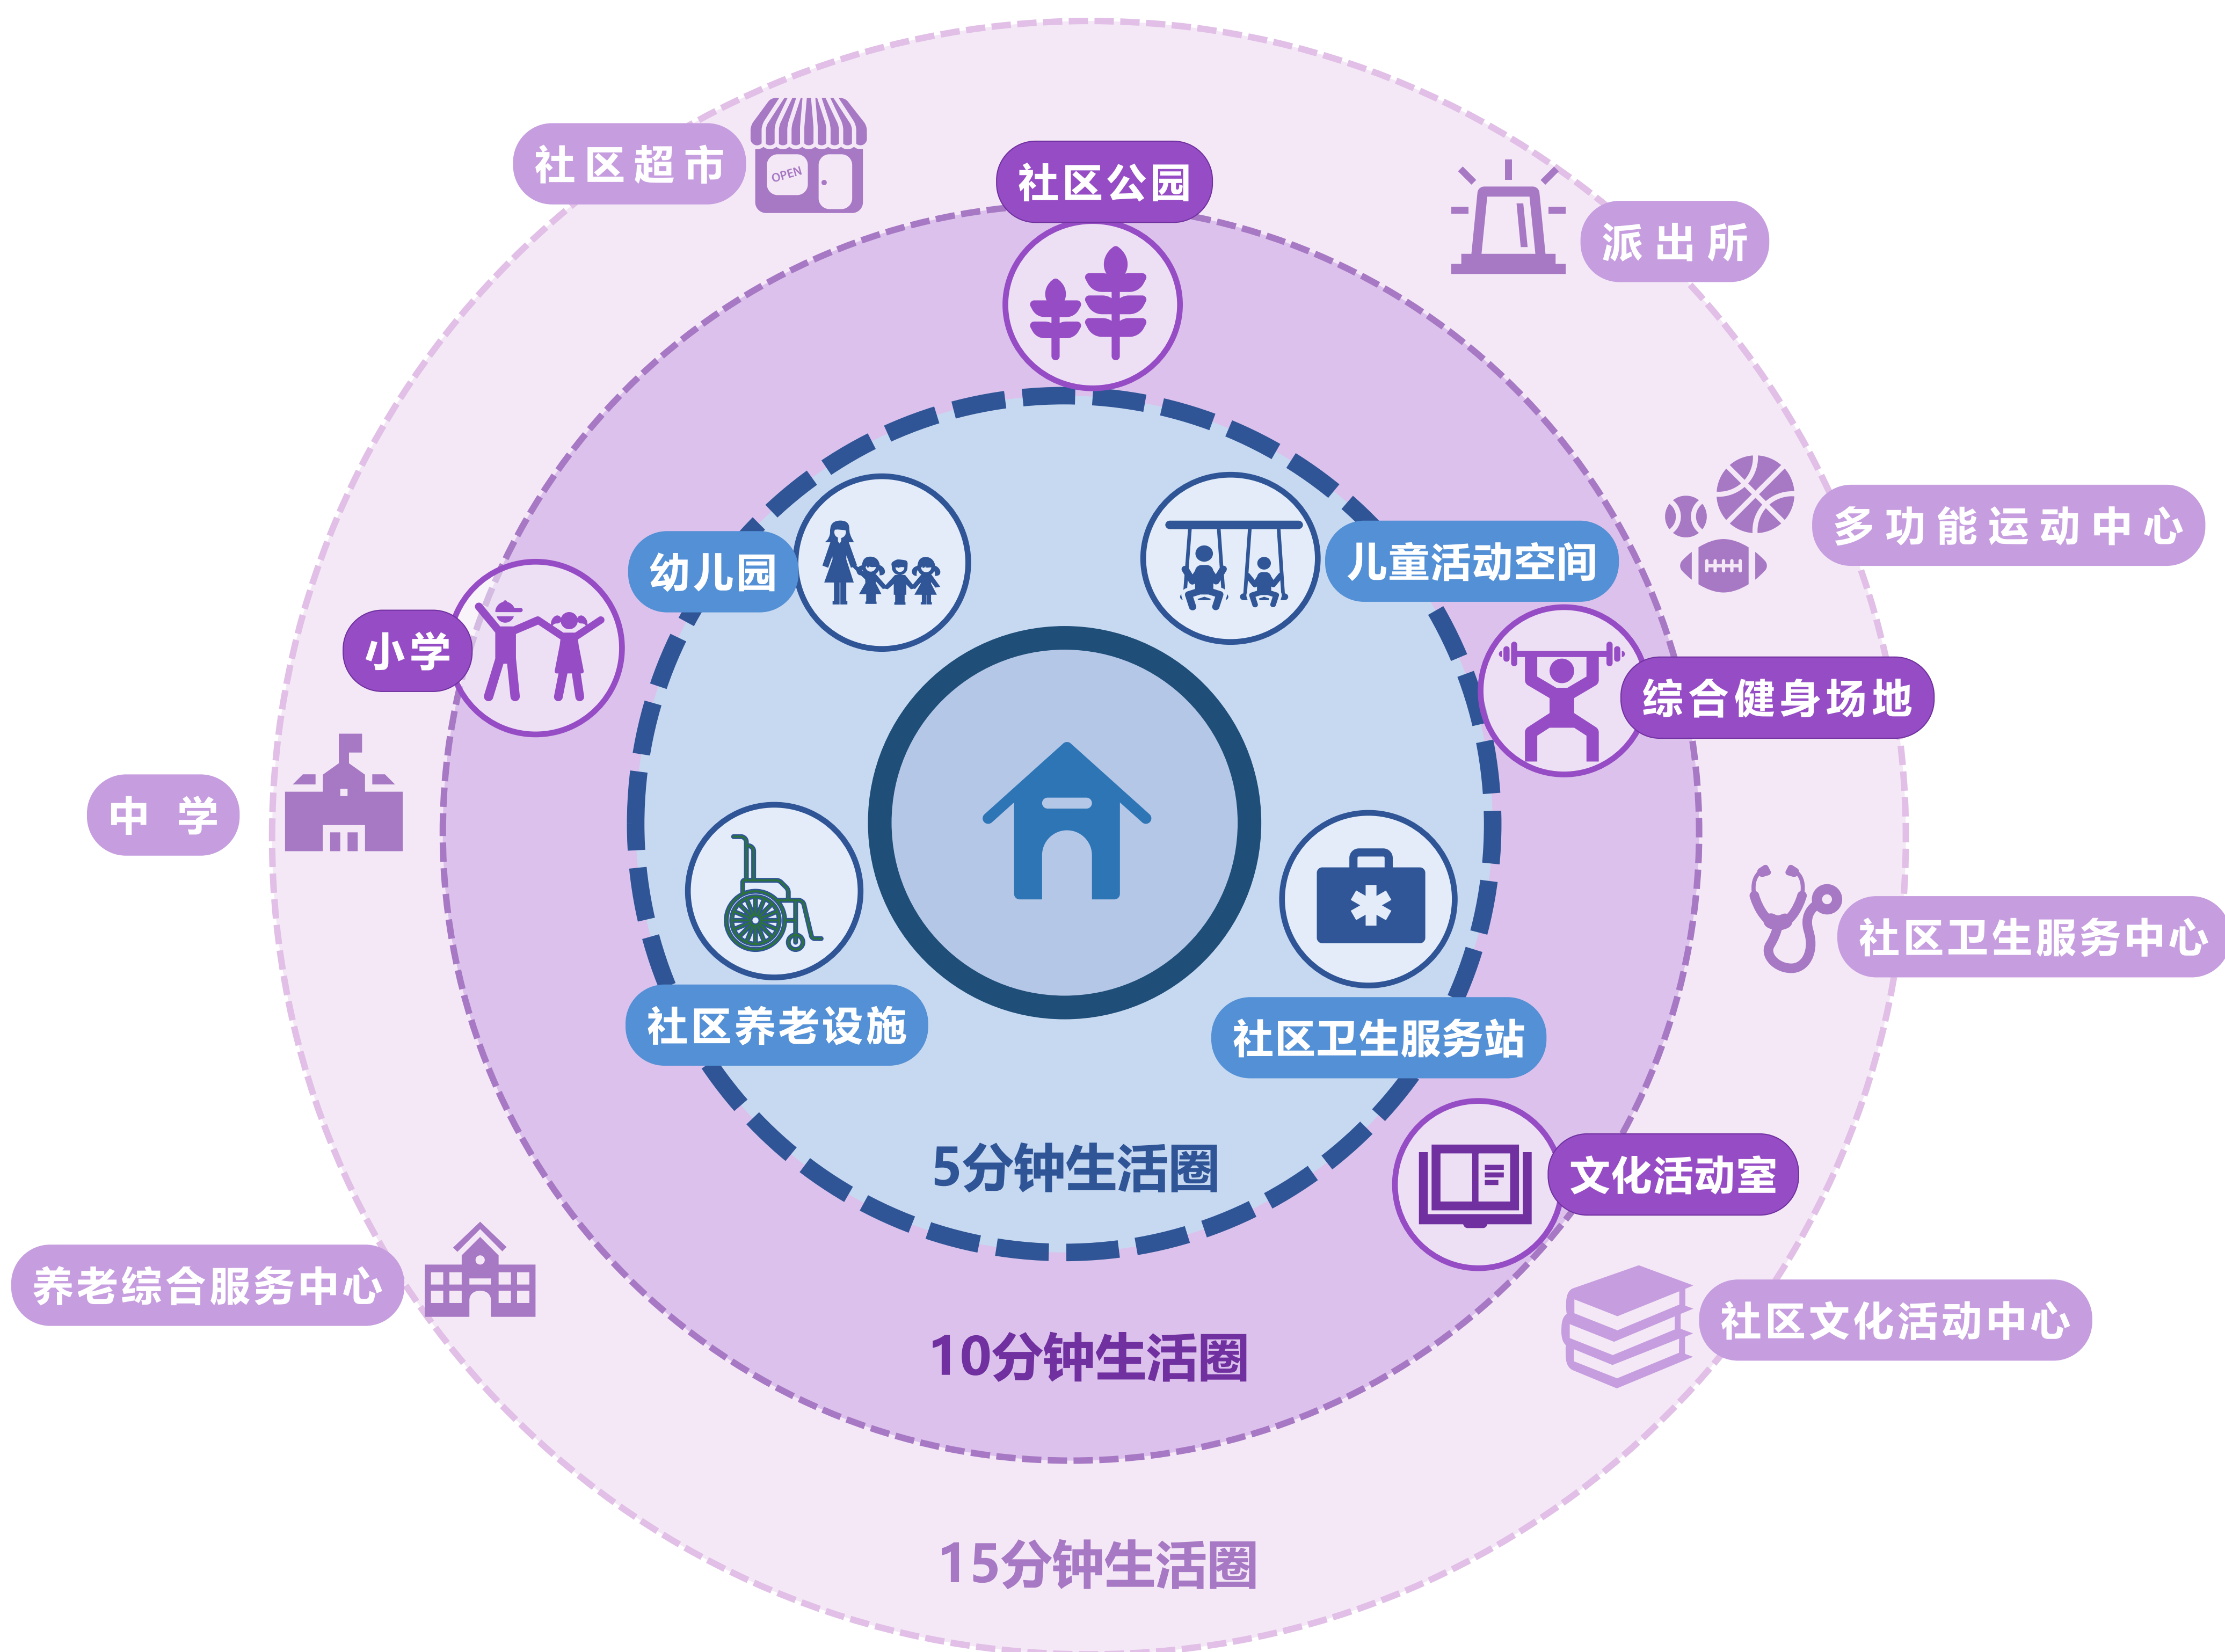 社区超市
OPEN
社区公园
派出所
多功能运动中心
幼儿园
儿童活动空间
小学
综合健身场地
中学
社区卫生服务中心
社区养老设施
社区卫生服务站
5分钟生活圈
文化活动室
养老综合服务中心
社区文化活动中心
10分钟生活圈
15分钟生活圈